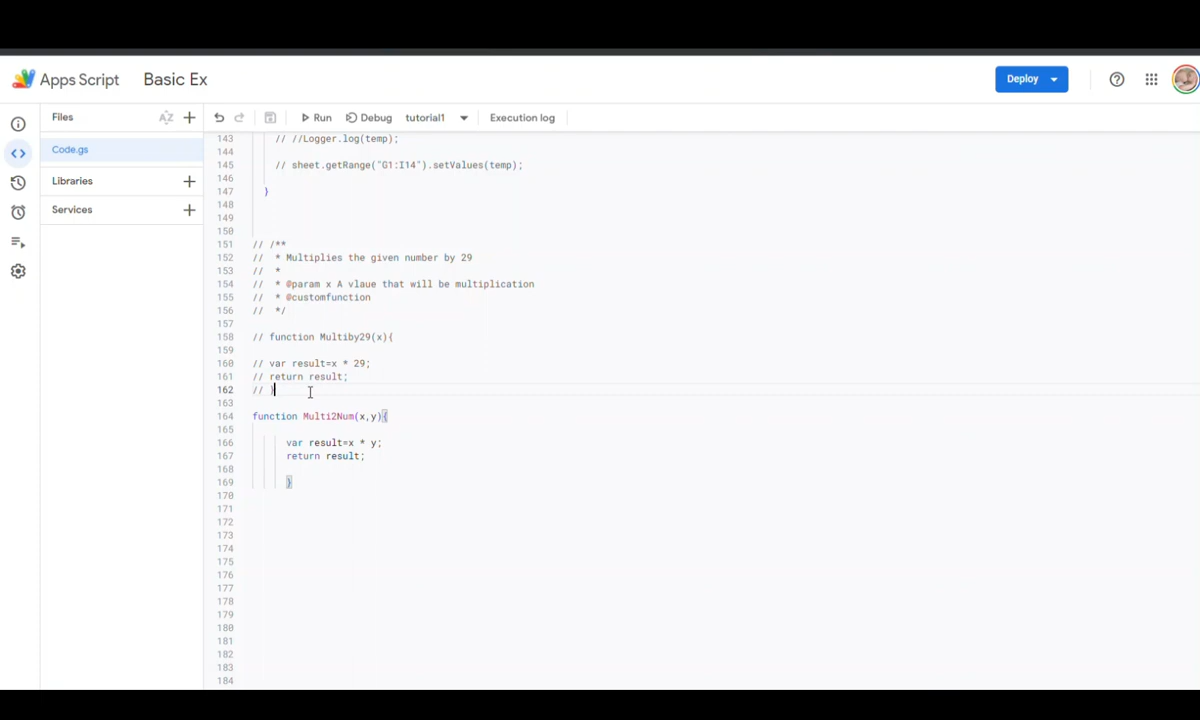 Apps Script Basic Ex Deploy
Files AZ Run Debug tutorial1 Execution log
Code.gs
Libraries
Services
143 // //Logger.log(temp);
144
145 // sheet.getRange("G1:I14").setValues(temp);
146
147 }
148
149
150
151 // /**
152 // * Multiplies the given number by 29
153 // *
154 // * @param x A vlaue that will be multiplication
155 // * @customfunction
156 // */
157
158 // function Multiby29(x){
159
160 // var result=x * 29;
161 // return result;
162 // }
163
164 function Multi2Num(x,y){
165
166 var result=x * y;
167 return result;
168
169 }
170
171
172
173
174
175
176
177
178
179
180
181
182
183
184